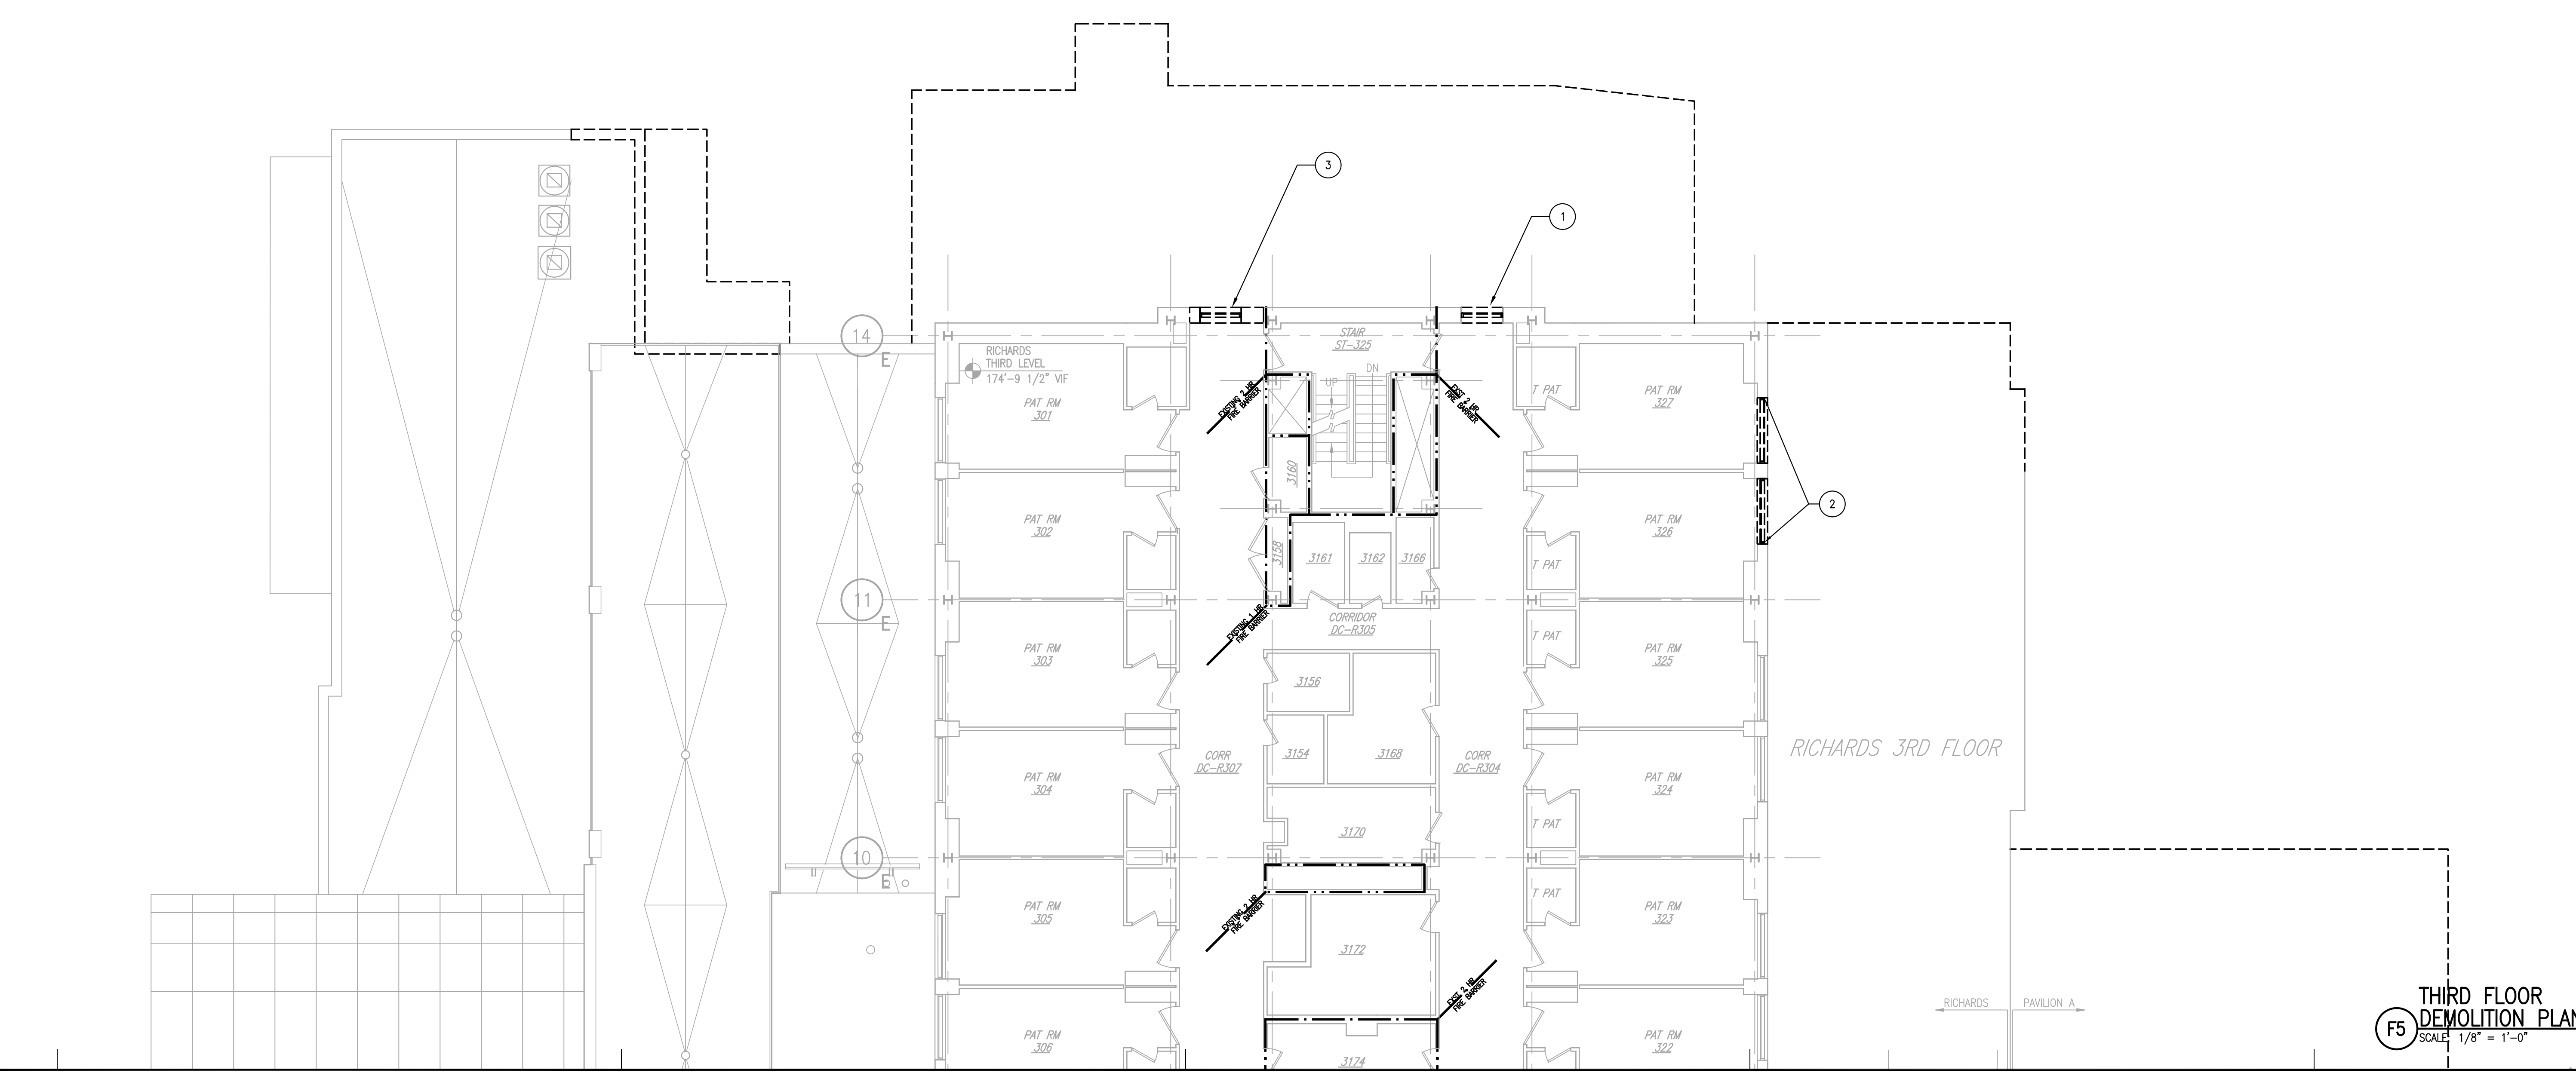 3
1
14
E
RICHARDS
THIRD LEVEL
174'-9 1/2" VIF
PAT RM
301
EXISTING 2 HR
FIRE BARRIER
STAIR
ST-325
UP
DN
EXIST 2 HR
FIRE BARRIER
T PAT
PAT RM
327
3160
2
PAT RM
302
3158
3161
3162
3166
T PAT
PAT RM
326
11
E
EXISTING 1 HR
FIRE BARRIER
CORRIDOR
DC-R305
PAT RM
303
T PAT
PAT RM
325
3156
3154
3168
CORR
DC-R307
CORR
DC-R304
RICHARDS 3RD FLOOR
PAT RM
304
PAT RM
324
3170
T PAT
10
E
PAT RM
305
EXISTING 2 HR
FIRE BARRIER
T PAT
PAT RM
323
3172
EXIST 2 HR
FIRE BARRIER
RICHARDS
PAVILION A
PAT RM
306
3174
PAT RM
322
F5
THIRD FLOOR
DEMOLITION PLAN
SCALE: 1/8" = 1'-0"